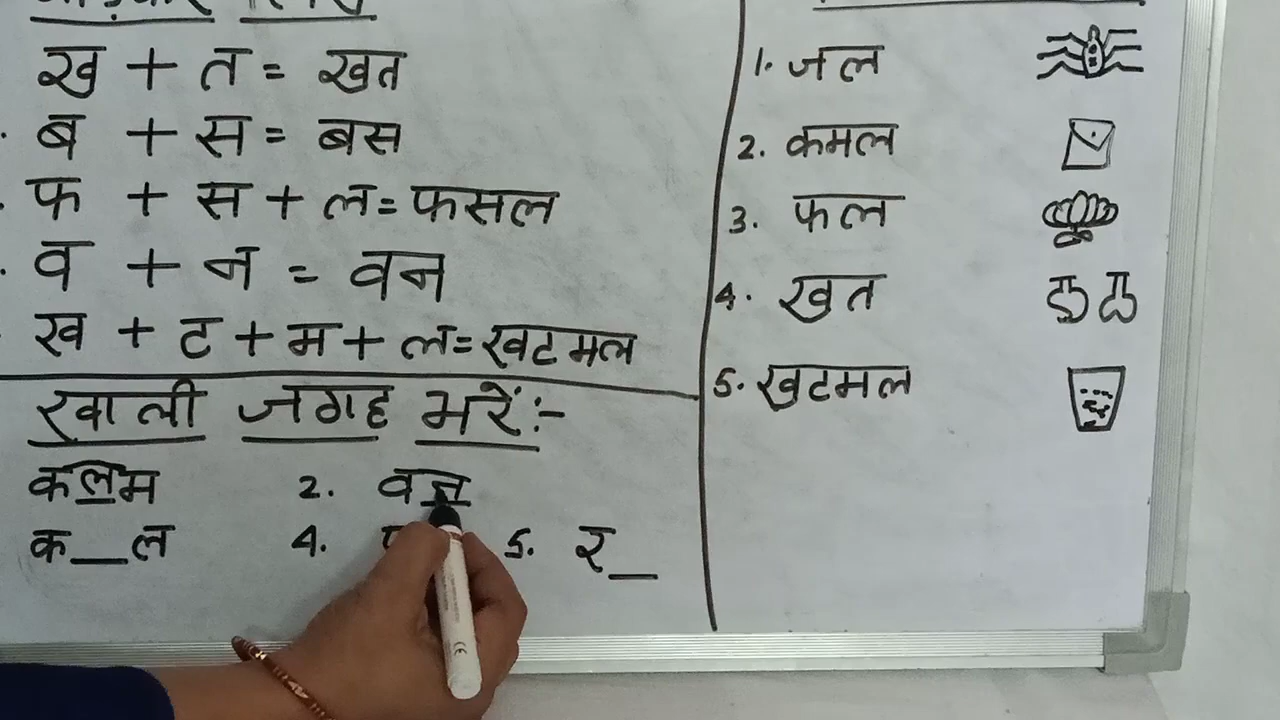 ख + त = खत
ब + स = बस
फ + स + ल = फसल
व + न = वन
ख + ट + म + ल = खटमल
खाली जगह भरें:-
कलम
2. वन
क__ल
4.
5. र_
1. जल
2. कमल
3. फल
4. खत
5. खटमल